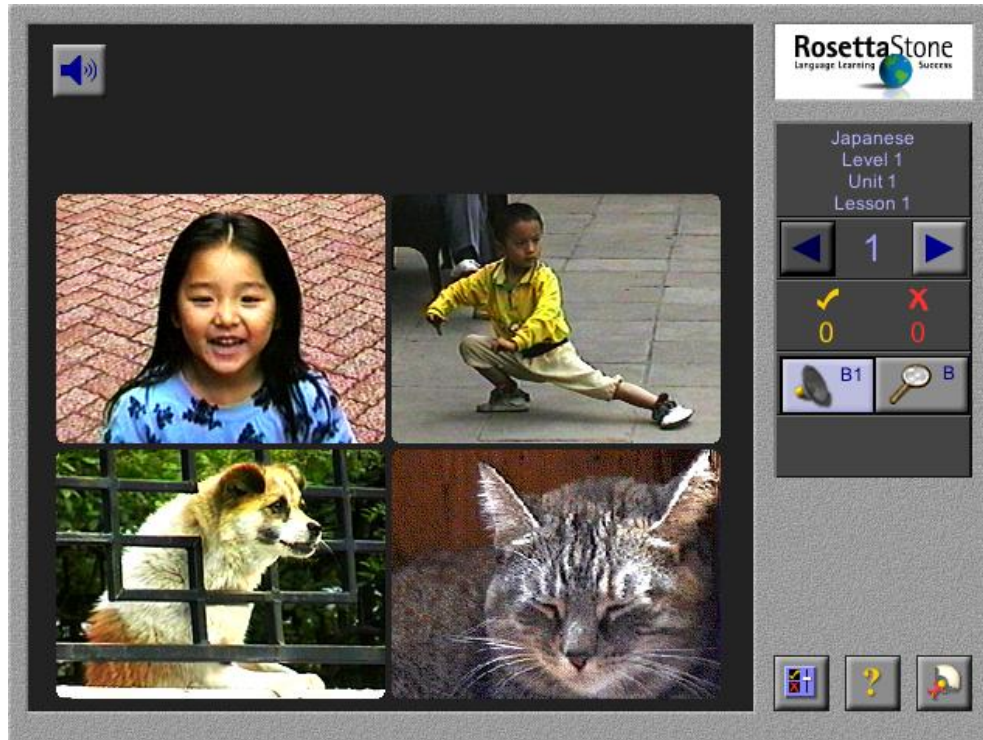 RosettaStone
Language Learning Success
Japanese
Level 1
Unit 1
Lesson 1
1
0 0
B1 B
?